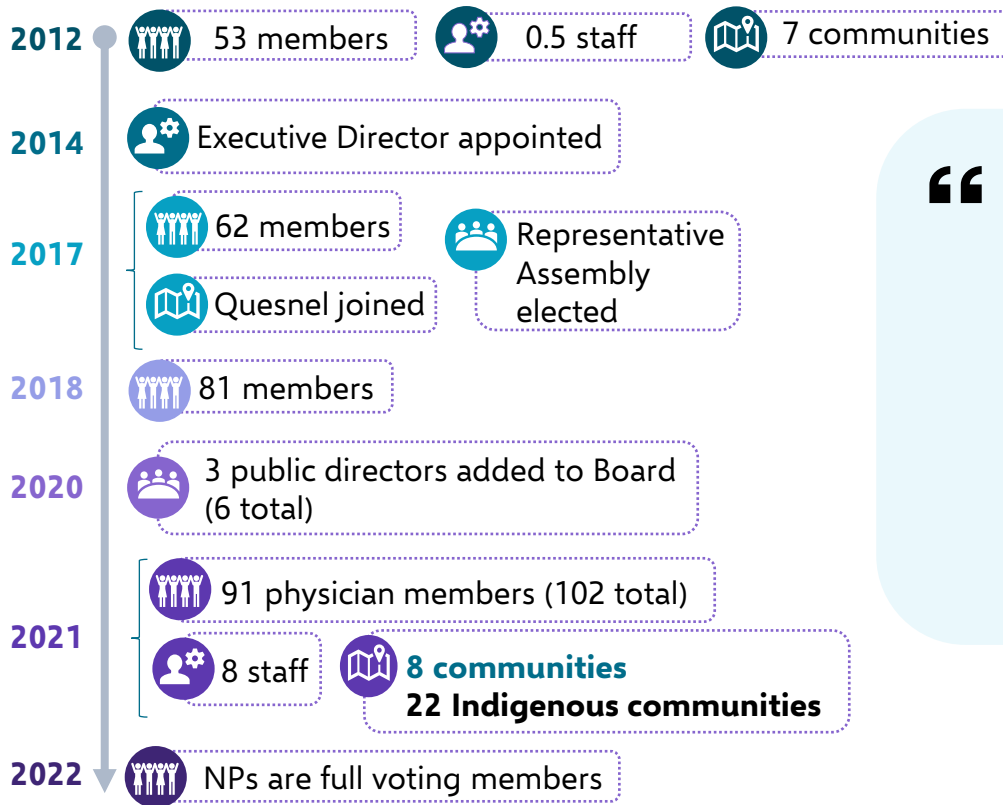 2012
53 members
0.5 staff
7 communities
2014
Executive Director appointed
2017
62 members
Quesnel joined
Representative
Assembly
elected
2018
81 members
2020
3 public directors added to Board
(6 total)
2021
91 physician members (102 total)
8 staff
8 communities
22 Indigenous communities
2022
NPs are full voting members
“